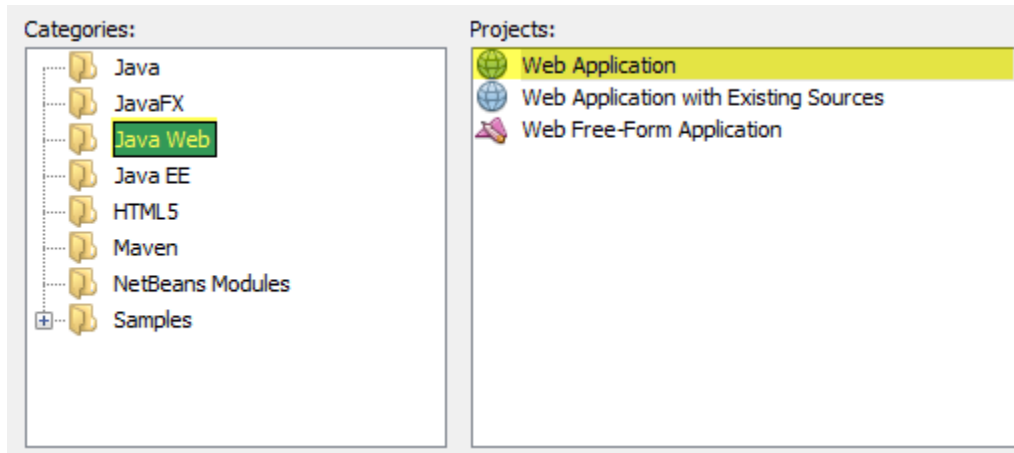 Categories:
Java
JavaFX
Java Web
Java EE
HTML5
Maven
NetBeans Modules
Samples
Projects:
Web Application
Web Application with Existing Sources
Web Free-Form Application